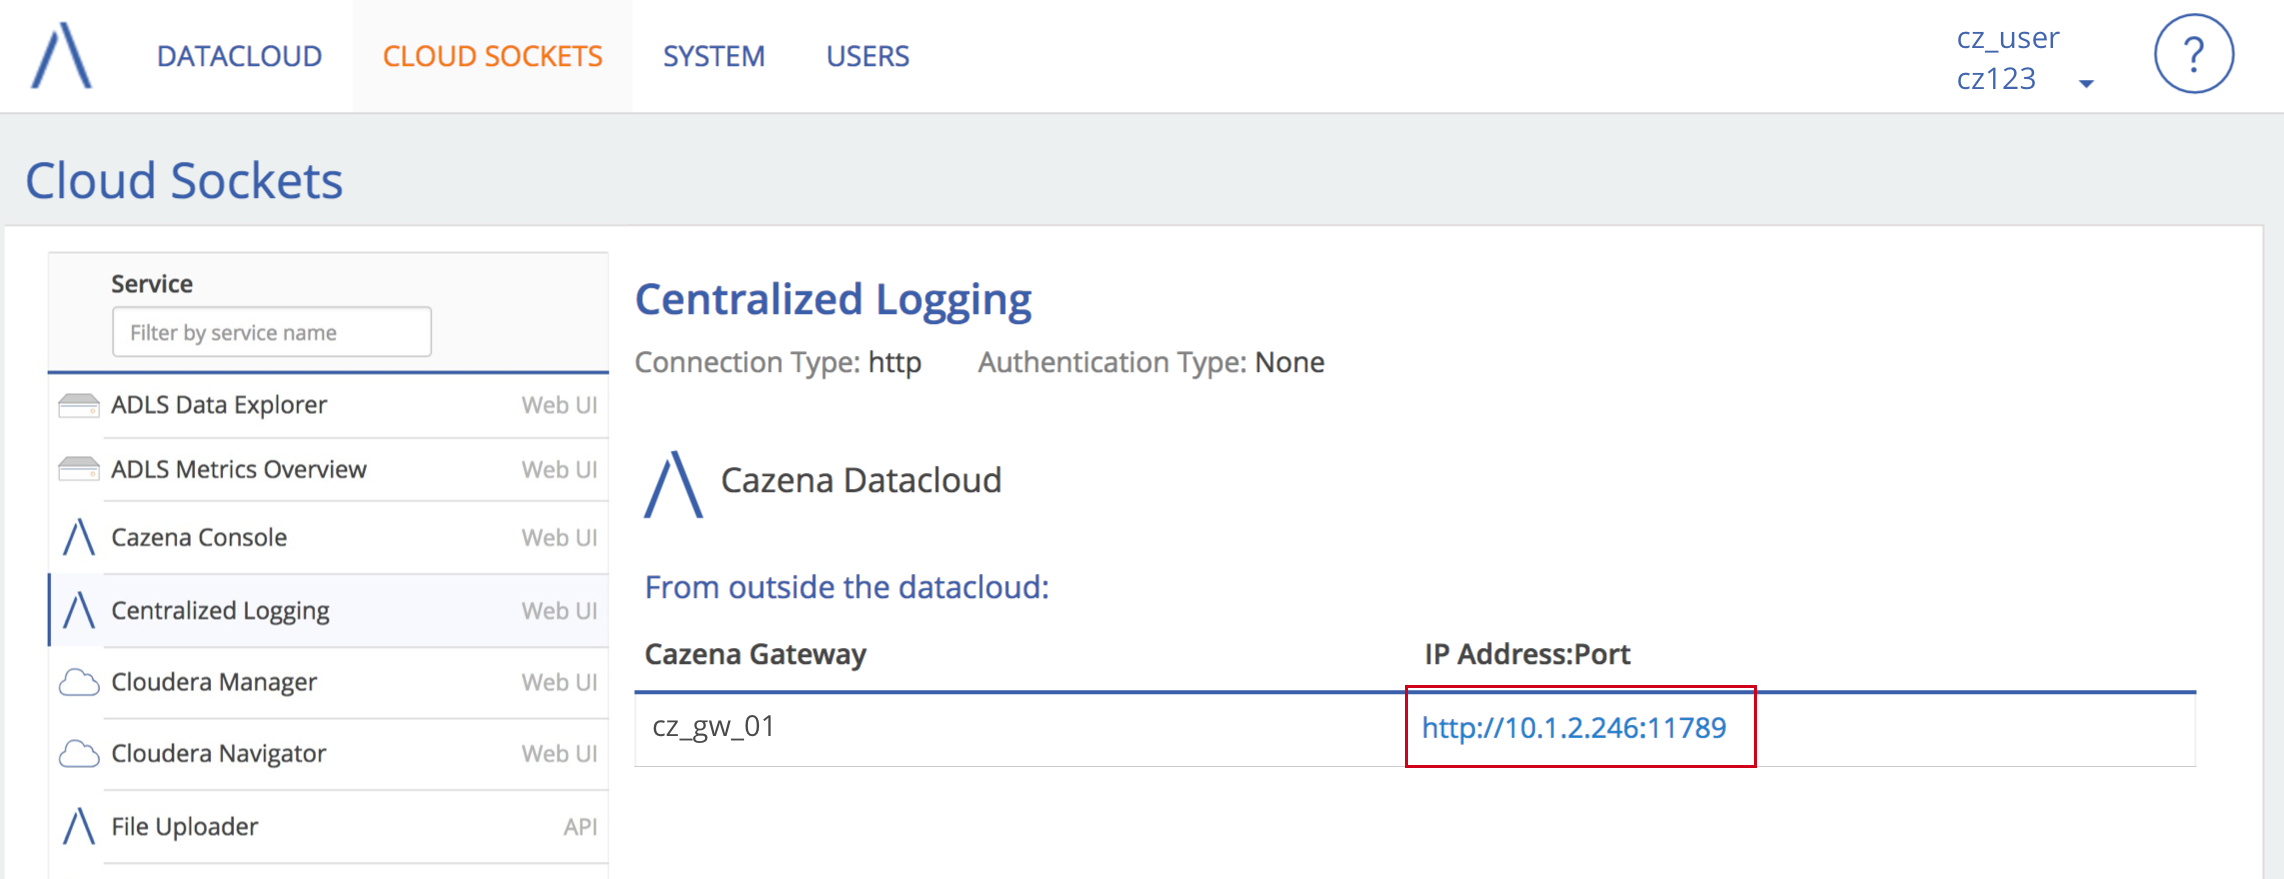 DATACLOUD CLOUD SOCKETS SYSTEM USERS
cz_user
cz123
?
Cloud Sockets
Service
Filter by service name
ADLS Data Explorer Web UI
ADLS Metrics Overview Web UI
Cazena Console Web UI
Centralized Logging Web UI
Cloudera Manager Web UI
Cloudera Navigator Web UI
File Uploader API
Centralized Logging
Connection Type: http Authentication Type: None
Cazena Datacloud
From outside the datacloud:
Cazena Gateway IP Address:Port
cz_gw_01 http://10.1.2.246:11789